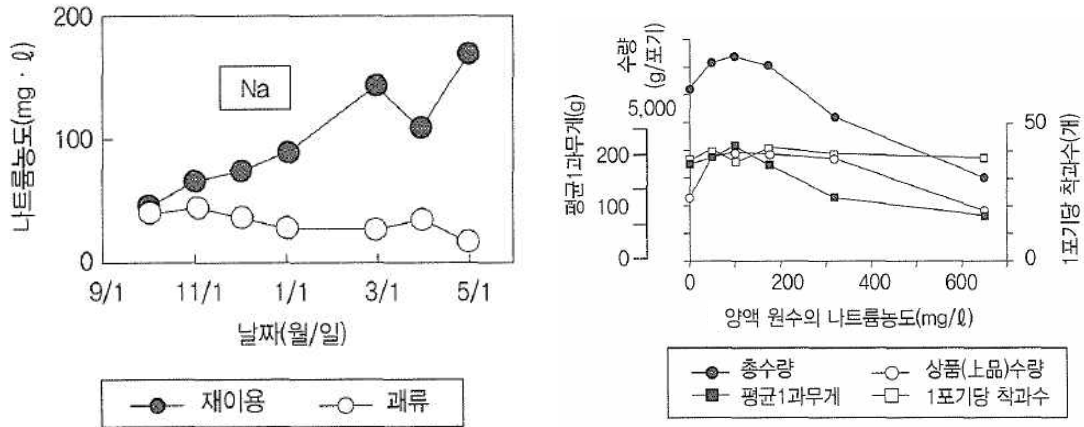 나트륨농도(mg · ℓ)
200
100
0
Na
9/1 11/1 1/1 3/1 5/1
날짜(월/일)
재이용 괘류
수량
(g/포기)
5,000
평균1과무게(g)
200
100
0
50
0
1포기당 착과수(개)
0 200 400 600
양액 원수의 나트륨농도(mg/ℓ)
총수량 상품(上品)수량
평균1과무게 1포기당 착과수